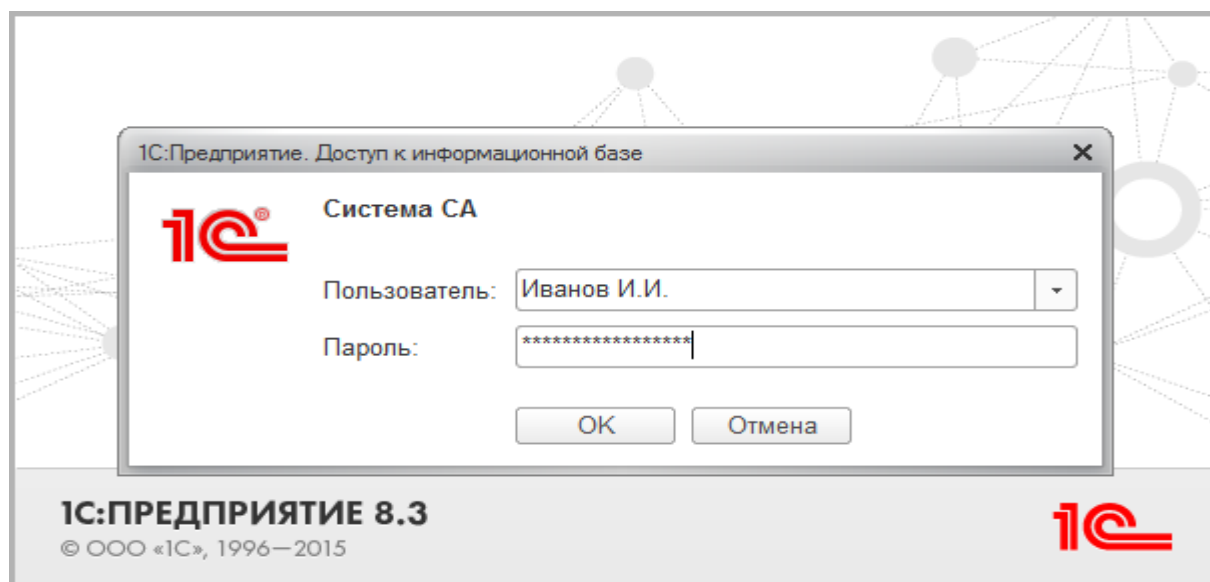 1С:Предприятие. Доступ к информационной базе
1С®
Система СА
Пользователь: Иванов И.И.
Пароль: *****************
OK Отмена
1С:ПРЕДПРИЯТИЕ 8.3
© ООО «1С», 1996—2015
1С